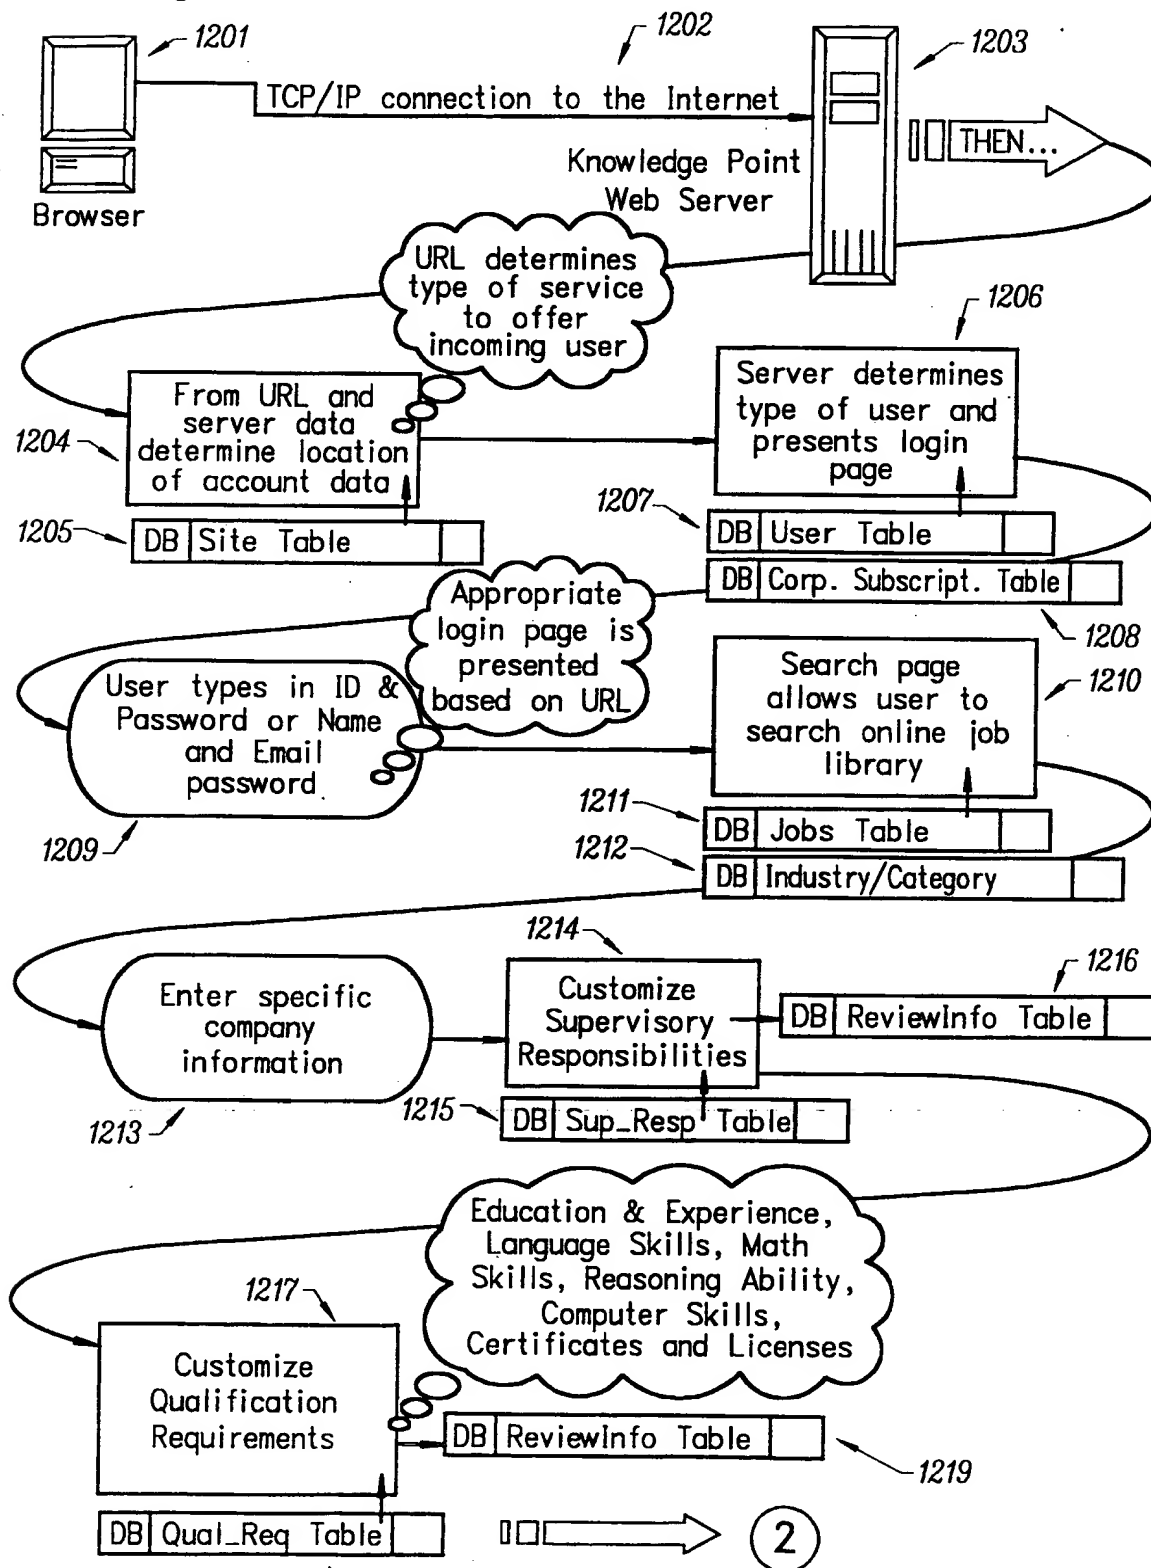 1201
1202
1203
TCP/IP connection to the Internet
THEN...
Knowledge Point
Web Server
Browser
URL determines
type of service
to offer
incoming user
1206
From URL and
server data
determine location
of account data
1204
Server determines
type of user and
presents login
page
1207
1205
DB Site Table
DB User Table
DB Corp. Subscript. Table
1208
Appropriate
login page is
presented
based on URL
User types in ID &
Password or Name
and Email
password
1209
Search page
allows user to
search online job
library
1210
1211
DB Jobs Table
1212
DB Industry/Category
1214
1216
Enter specific
company
information
1213
Customize
Supervisory
Responsibilities
DB ReviewInfo Table
1215
DB Sup_Resp Table
Education & Experience,
Language Skills, Math
Skills, Reasoning Ability,
Computer Skills,
Certificates and Licenses
1217
Customize
Qualification
Requirements
DB ReviewInfo Table
1219
DB Qual_Req Table
2